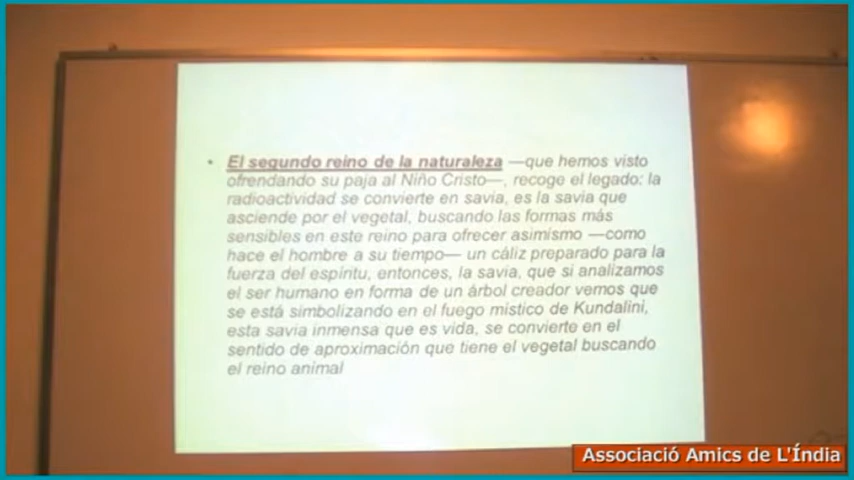 • El segundo reino de la naturaleza —que hemos visto
ofrendando su paja al Niño Cristo—, recoge el legado: la
radioactividad se convierte en savia, es la savia que
asciende por el vegetal, buscando las formas más
sensibles en este reino para ofrecer asimismo —como
hace el hombre a su tiempo— un cáliz preparado para la
fuerza del espíritu, entonces, la savia, que si analizamos
el ser humano en forma de un árbol creador vemos que
se está simbolizando en el fuego místico de Kundalini,
esta savia inmensa que es vida, se convierte en el
sentido de aproximación que tiene el vegetal buscando
el reino animal
Associació Amics de L'Índia